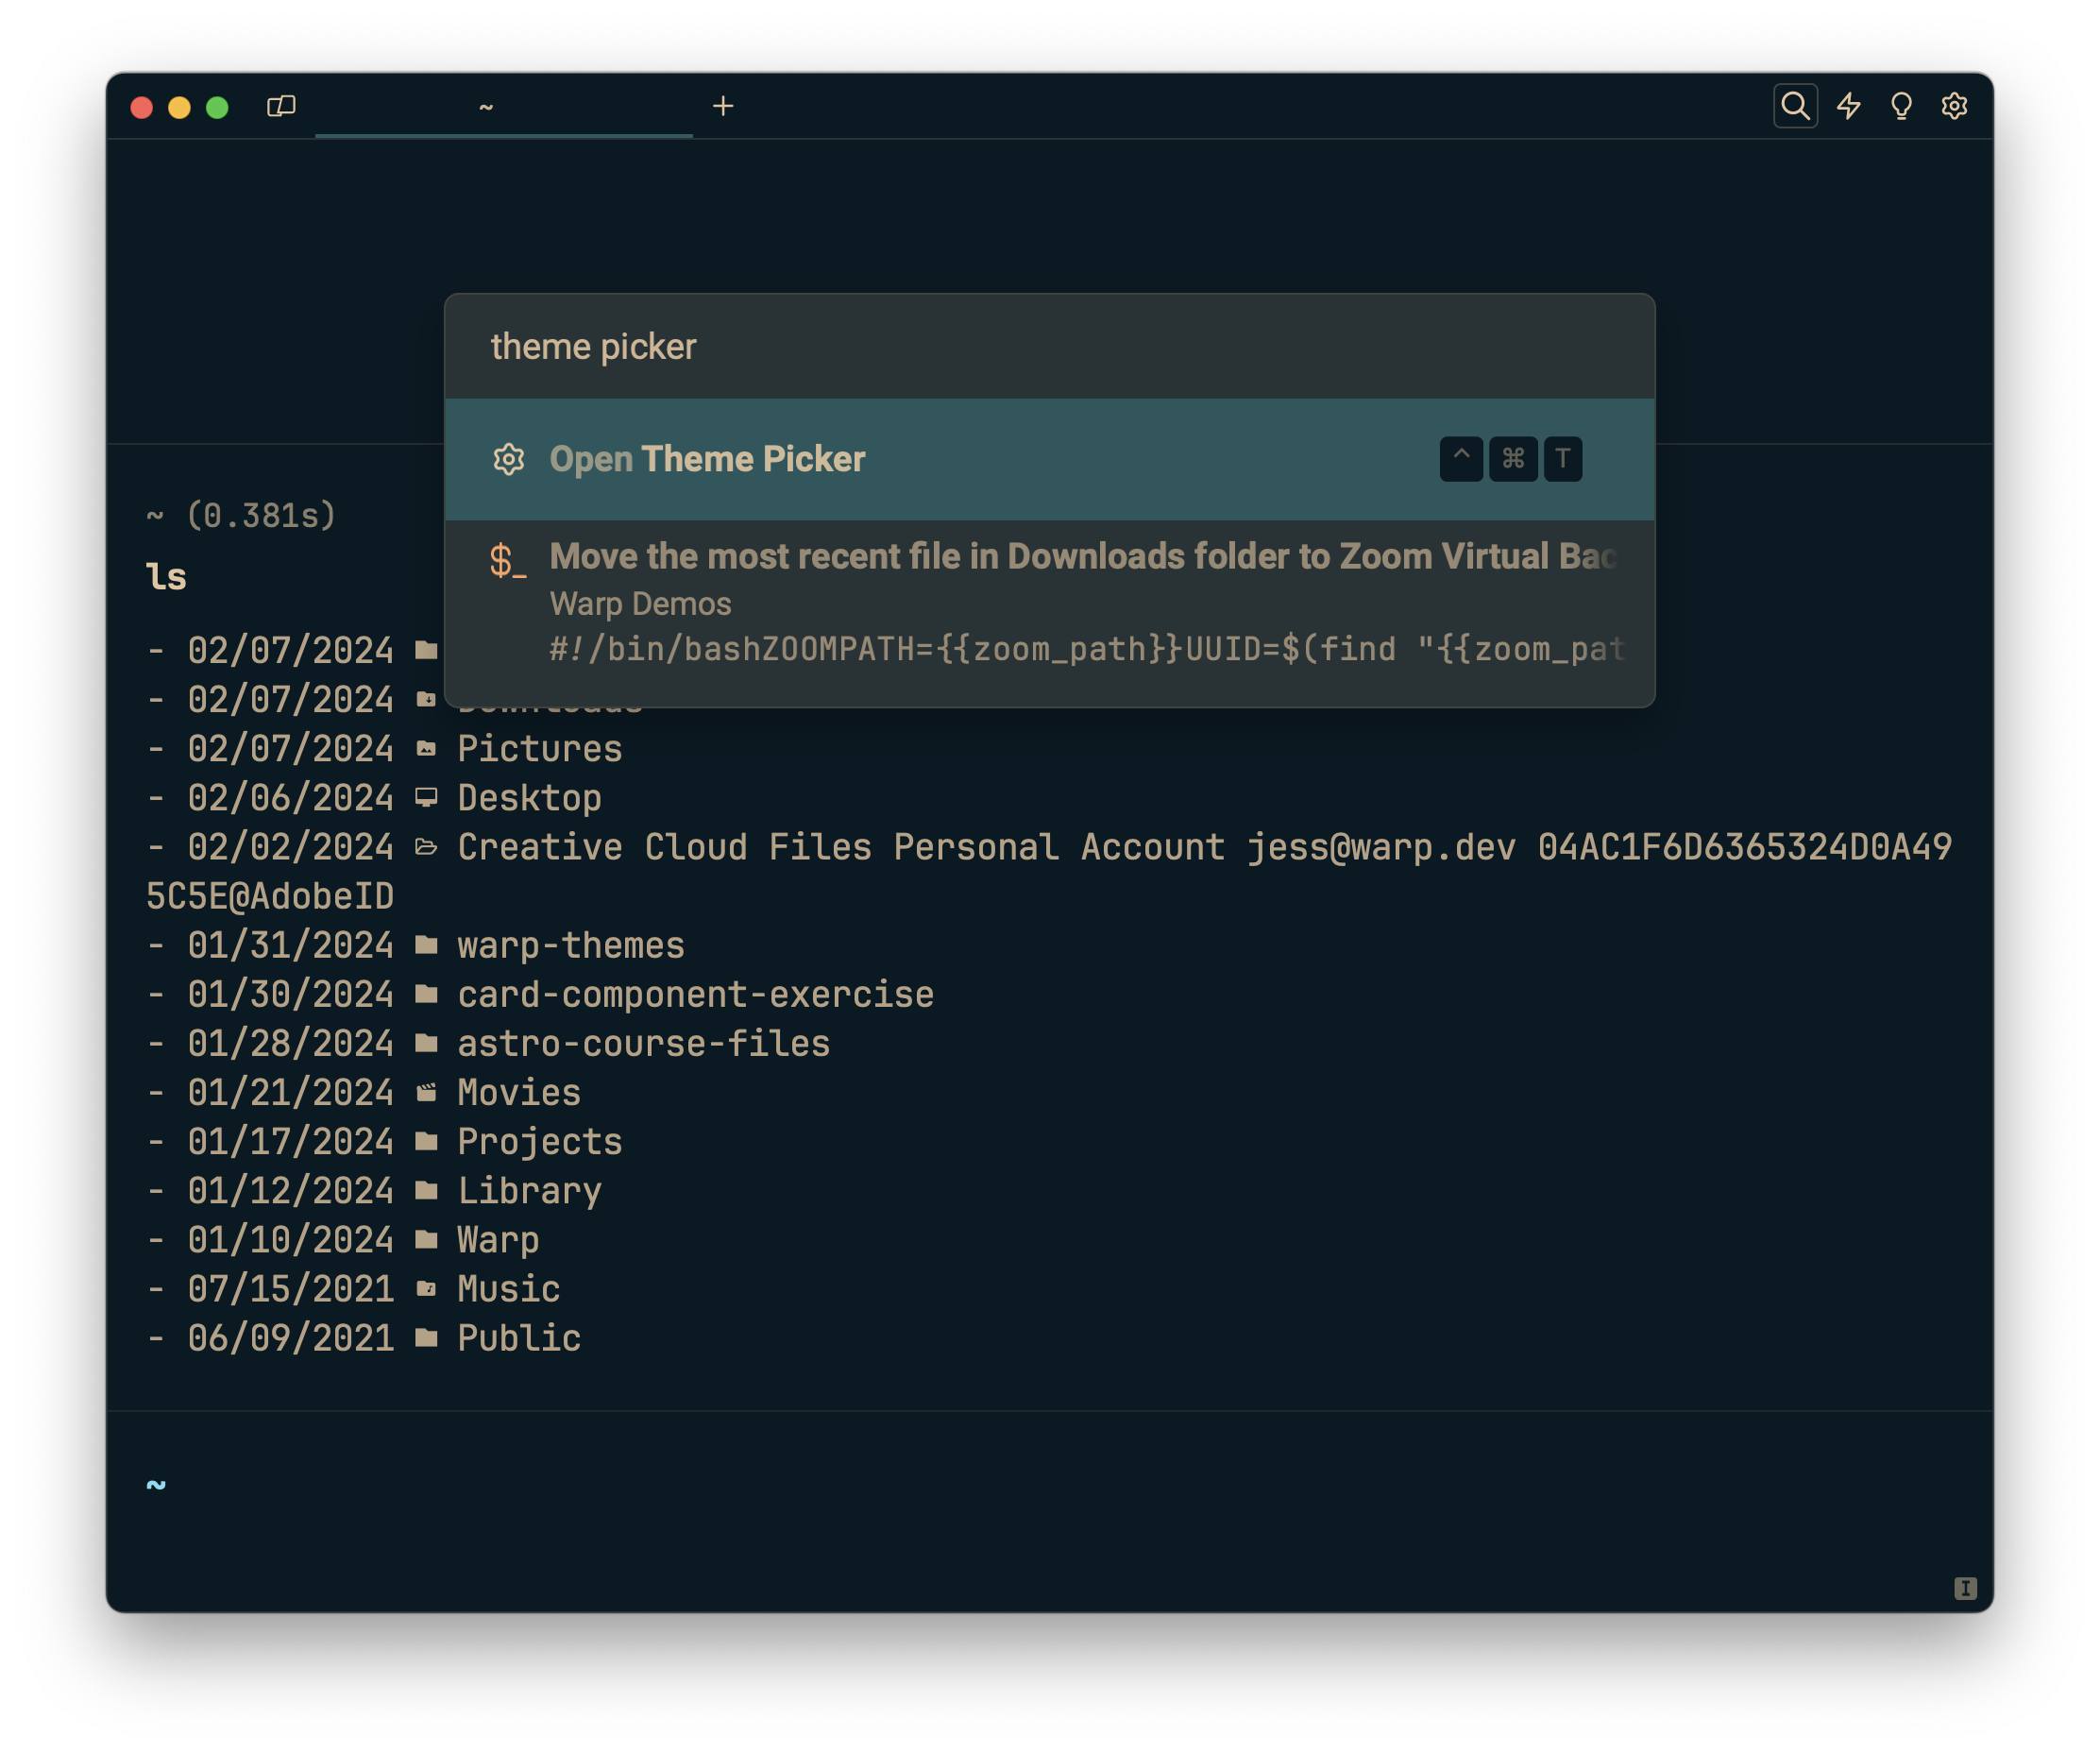 ~
theme picker
Open Theme Picker ^ ⌘ T
$_ Move the most recent file in Downloads folder to Zoom Virtual Bac
Warp Demos
#!/bin/bashZOOMPATH={{zoom_path}}UUID=$(find "{{zoom_pat
~ (0.381s)
ls
- 02/07/2024
- 02/07/2024 Downloads
- 02/07/2024 Pictures
- 02/06/2024 Desktop
- 02/02/2024 Creative Cloud Files Personal Account jess@warp.dev 04AC1F6D6365324D0A49
5C5E@AdobeID
- 01/31/2024 warp-themes
- 01/30/2024 card-component-exercise
- 01/28/2024 astro-course-files
- 01/21/2024 Movies
- 01/17/2024 Projects
- 01/12/2024 Library
- 01/10/2024 Warp
- 07/15/2021 Music
- 06/09/2021 Public
~
I